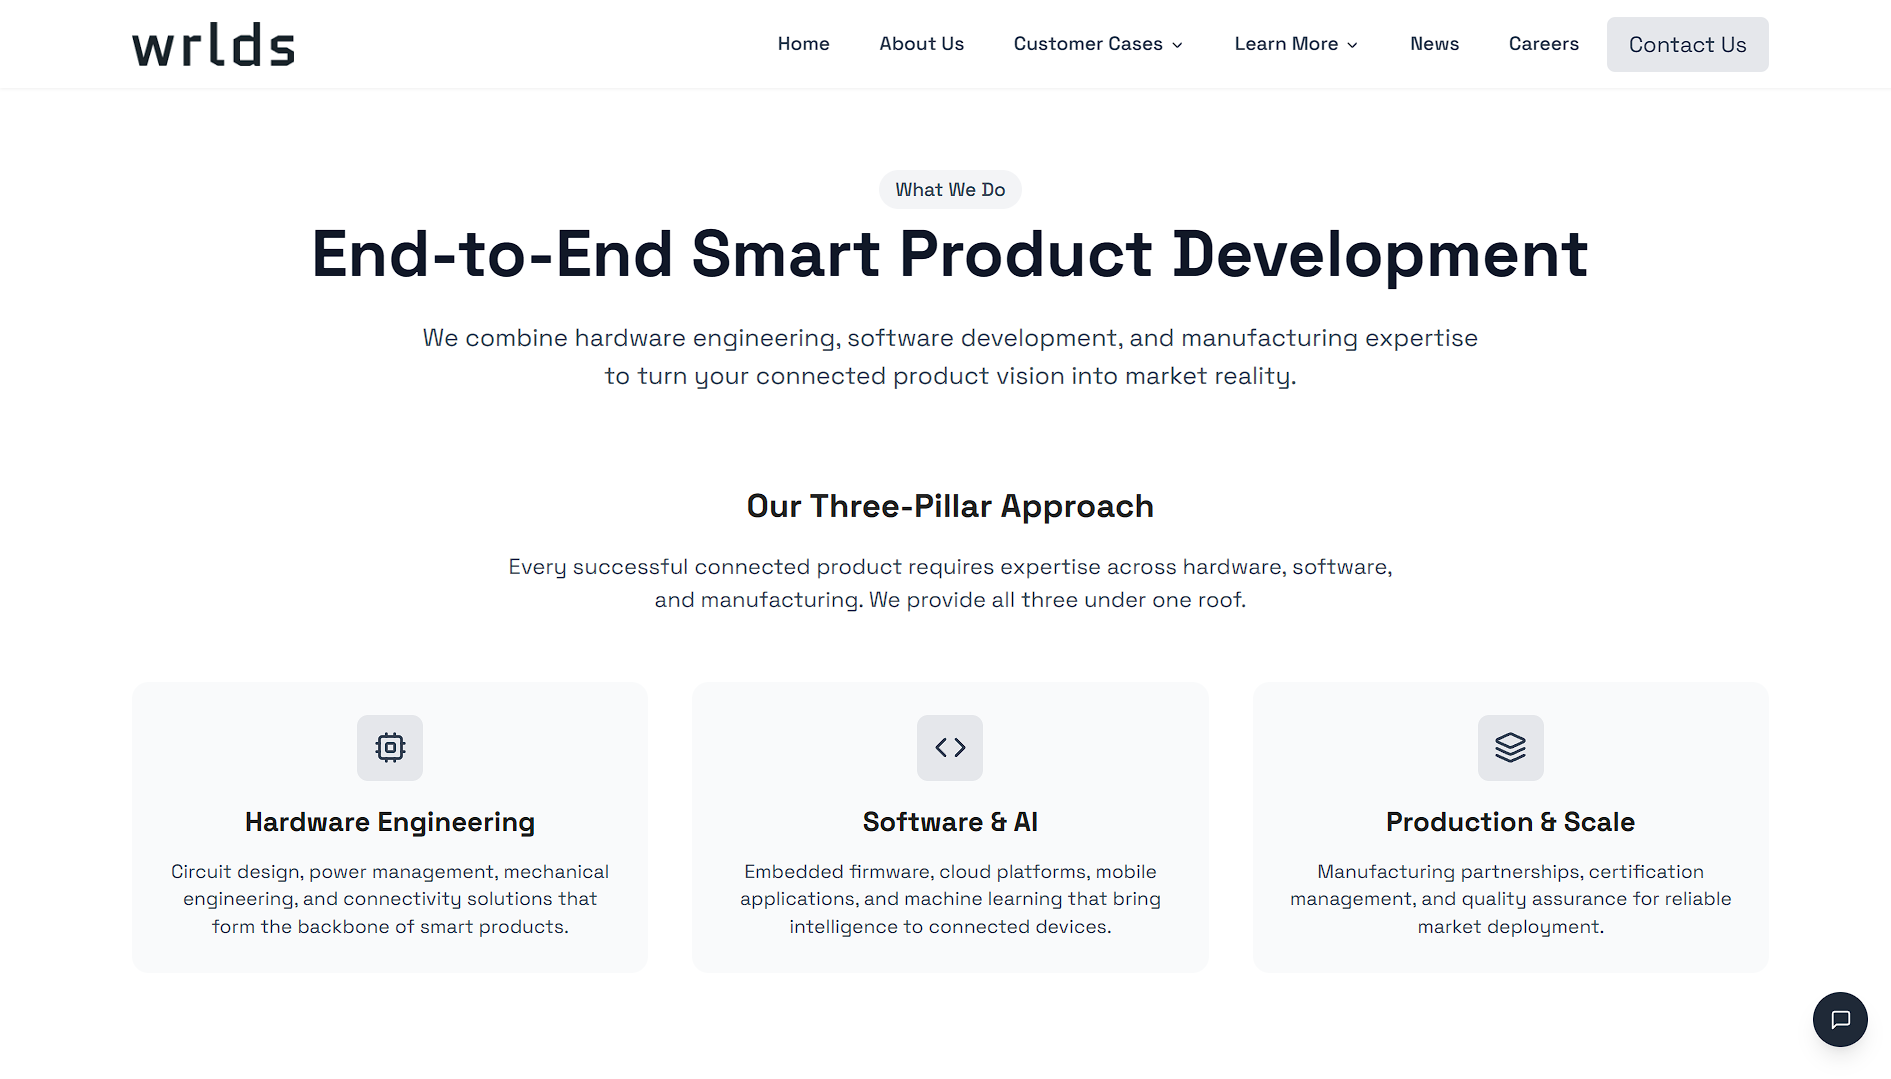 wrlds
Home
About Us
Customer Cases
Learn More
News
Careers
Contact Us
What We Do
End-to-End Smart Product Development
We combine hardware engineering, software development, and manufacturing expertise
to turn your connected product vision into market reality.
Our Three-Pillar Approach
Every successful connected product requires expertise across hardware, software,
and manufacturing. We provide all three under one roof.
Hardware Engineering
Circuit design, power management, mechanical
engineering, and connectivity solutions that
form the backbone of smart products.
Software & AI
Embedded firmware, cloud platforms, mobile
applications, and machine learning that bring
intelligence to connected devices.
Production & Scale
Manufacturing partnerships, certification
management, and quality assurance for reliable
market deployment.